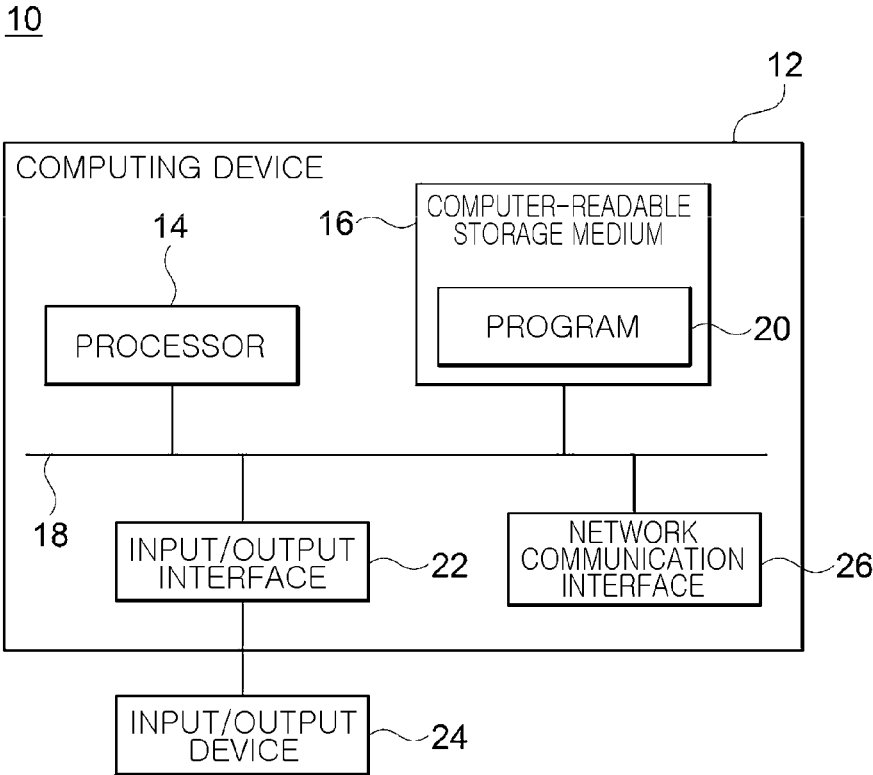 10
12
COMPUTING DEVICE
14
16
COMPUTER-READABLE
STORAGE MEDIUM
PROCESSOR
PROGRAM
20
18
INPUT/OUTPUT
INTERFACE
22
NETWORK
COMMUNICATION
INTERFACE
26
INPUT/OUTPUT
DEVICE
24